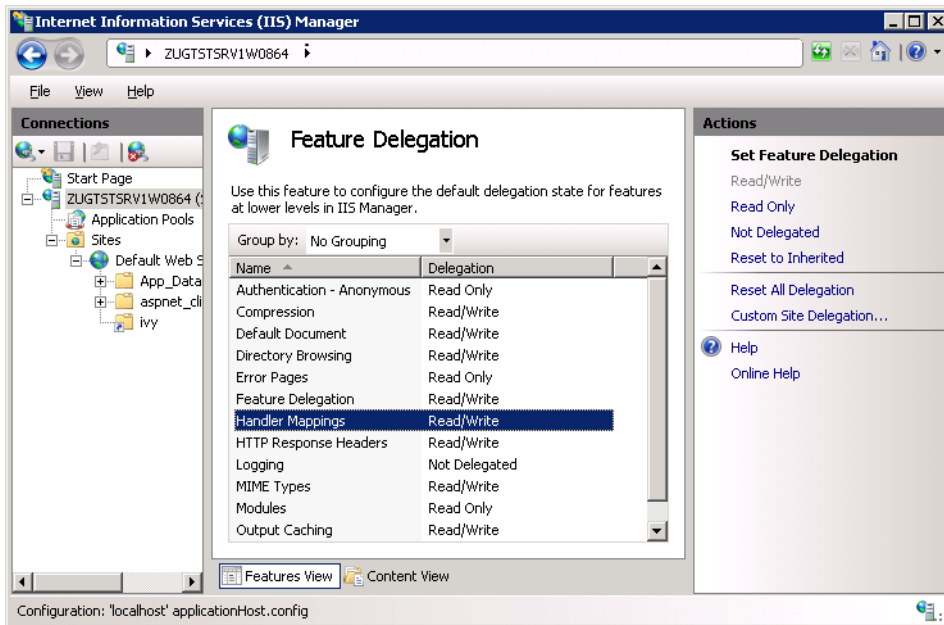 Internet Information Services (IIS) Manager
ZUGTSTSRV1W0864
File View Help
Connections
Start Page
ZUGTSTSRV1W0864 (
Application Pools
Sites
Default Web S
App_Data
aspnet_cli
ivy
Feature Delegation
Use this feature to configure the default delegation state for features
at lower levels in IIS Manager.
Group by: No Grouping
Name Delegation
Authentication - Anonymous Read Only
Compression Read/Write
Default Document Read/Write
Directory Browsing Read/Write
Error Pages Read Only
Feature Delegation Read/Write
Handler Mappings Read/Write
HTTP Response Headers Read/Write
Logging Not Delegated
MIME Types Read/Write
Modules Read Only
Output Caching Read/Write
Features View Content View
Actions
Set Feature Delegation
Read/Write
Read Only
Not Delegated
Reset to Inherited
Reset All Delegation
Custom Site Delegation...
Help
Online Help
Configuration: 'localhost' applicationHost.config